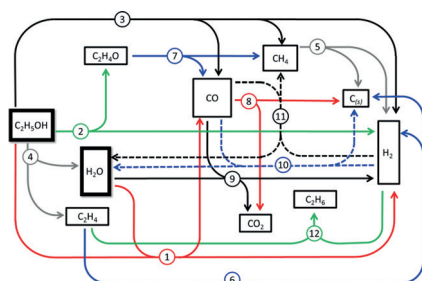 3
C₂H₄O
7
CH₄
5
CO
8
C(s)
C₂H₅OH
2
11
H₂
4
H₂O
10
9
C₂H₆
C₂H₄
CO₂
12
1
6